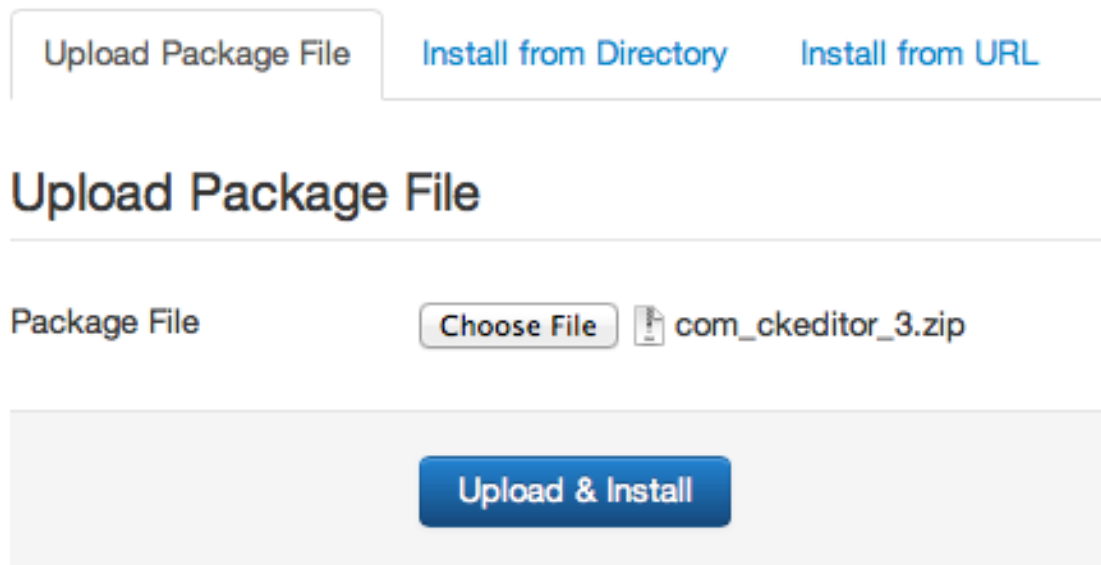 Upload Package File Install from Directory Install from URL
Upload Package File
Package File Choose File com_ckeditor_3.zip
Upload & Install